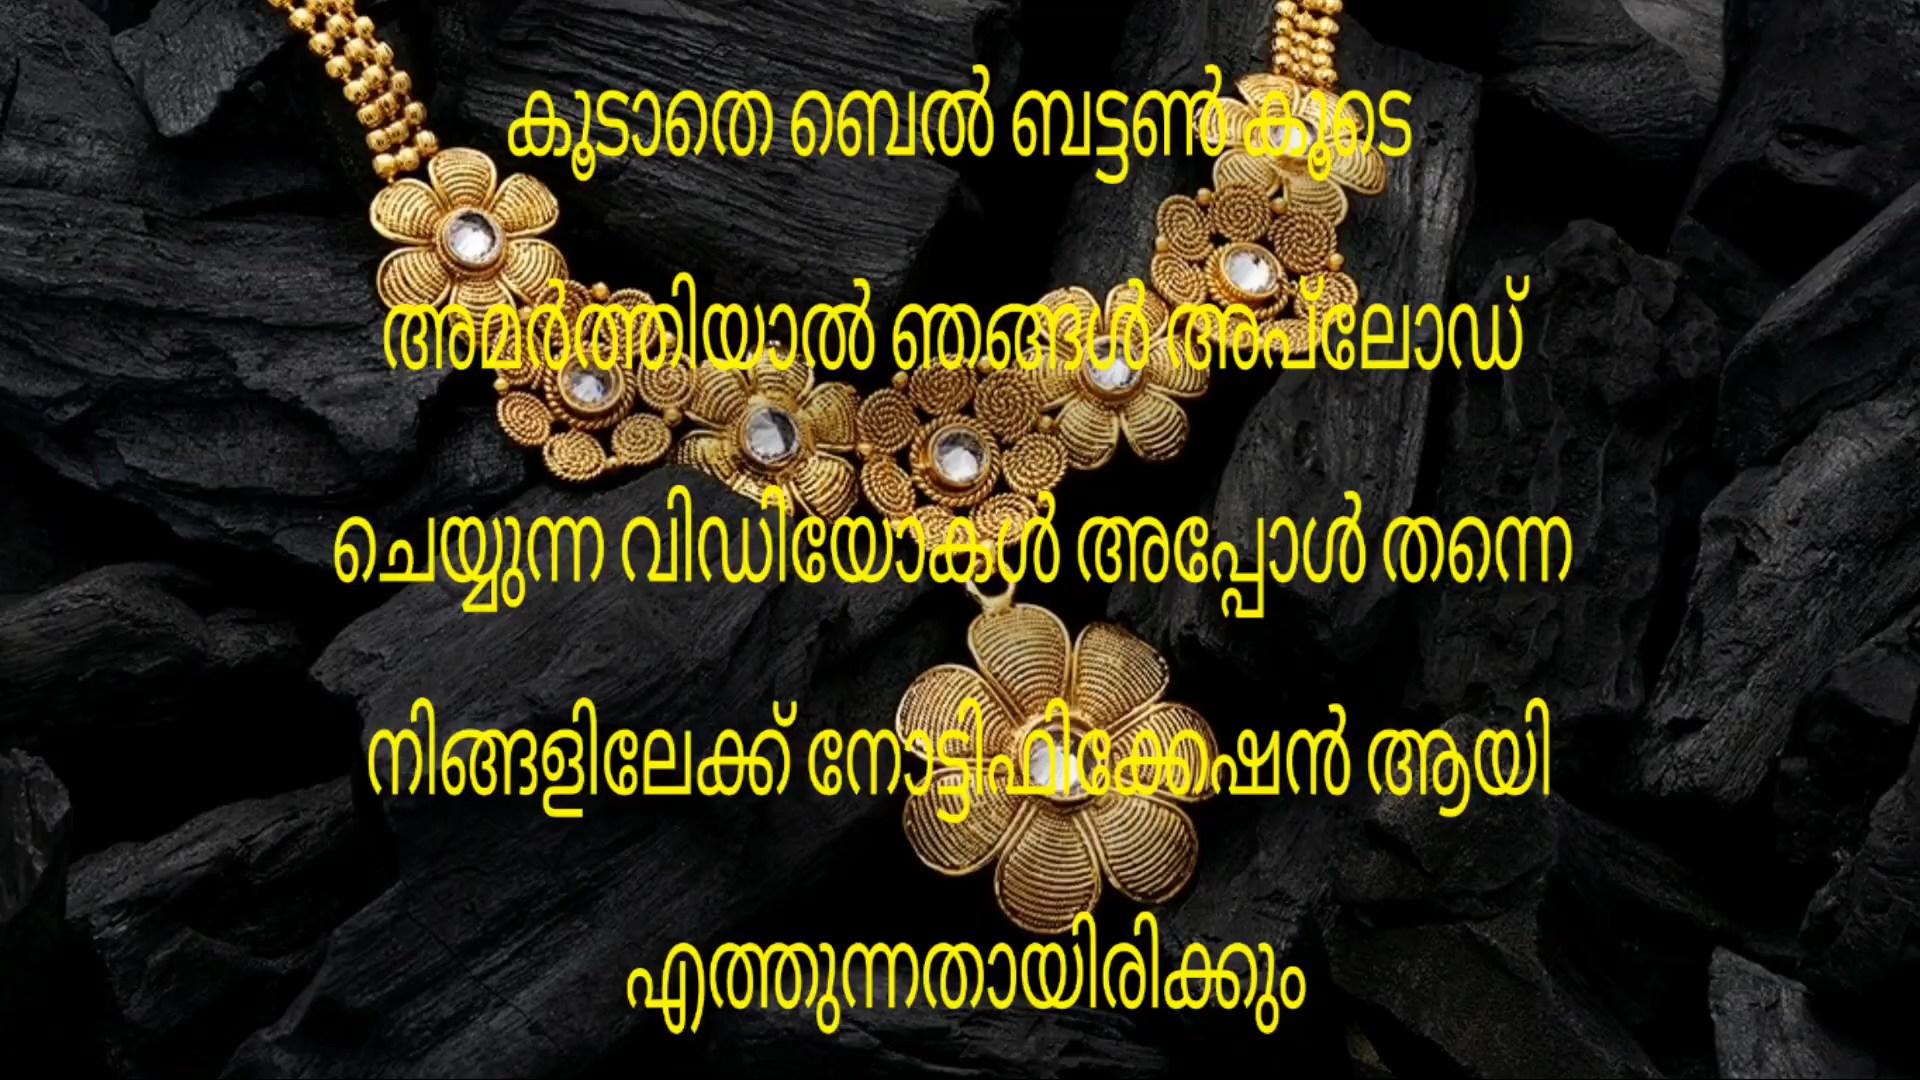 കൂടാതെ ബെൽ ബട്ടൺ കൂടെ
അമർത്തിയാൽ ഞങ്ങൾ അപ്‌ലോഡ്
ചെയ്യുന്ന വിഡിയോകൾ അപ്പോൾ തന്നെ
നിങ്ങളിലേക്ക് നോട്ടിഫിക്കേഷൻ ആയി
എത്തുന്നതായിരിക്കും